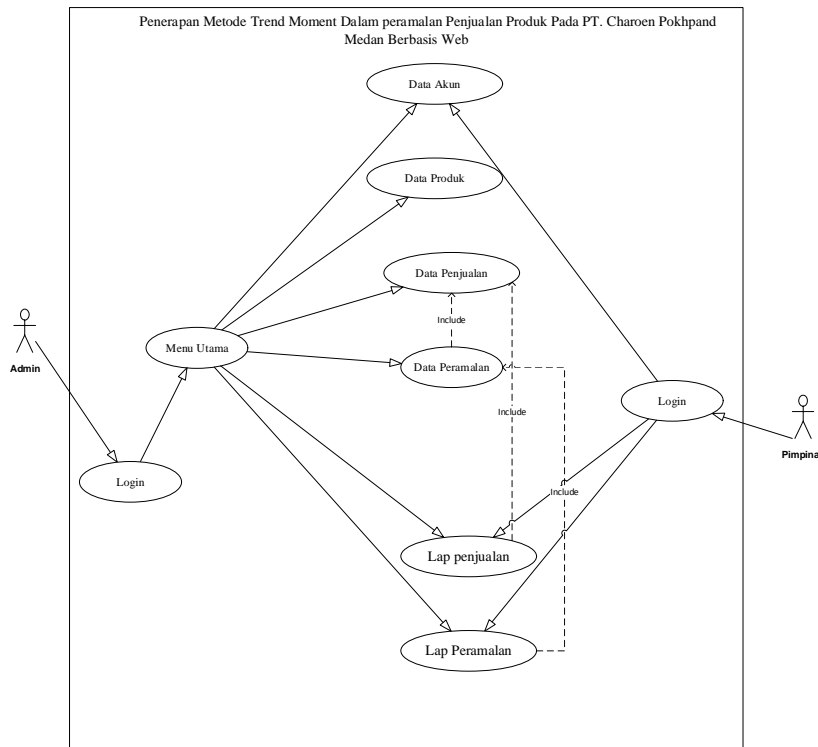 Penerapan Metode Trend Moment Dalam peramalan Penjualan Produk Pada PT. Charoen Pokhpand
Medan Berbasis Web
Data Akun
Data Produk
Data Penjualan
Include
Menu Utama
Data Peramalan
Admin
Login
Include
Pimpina
Login
Include
Lap penjualan
Lap Peramalan